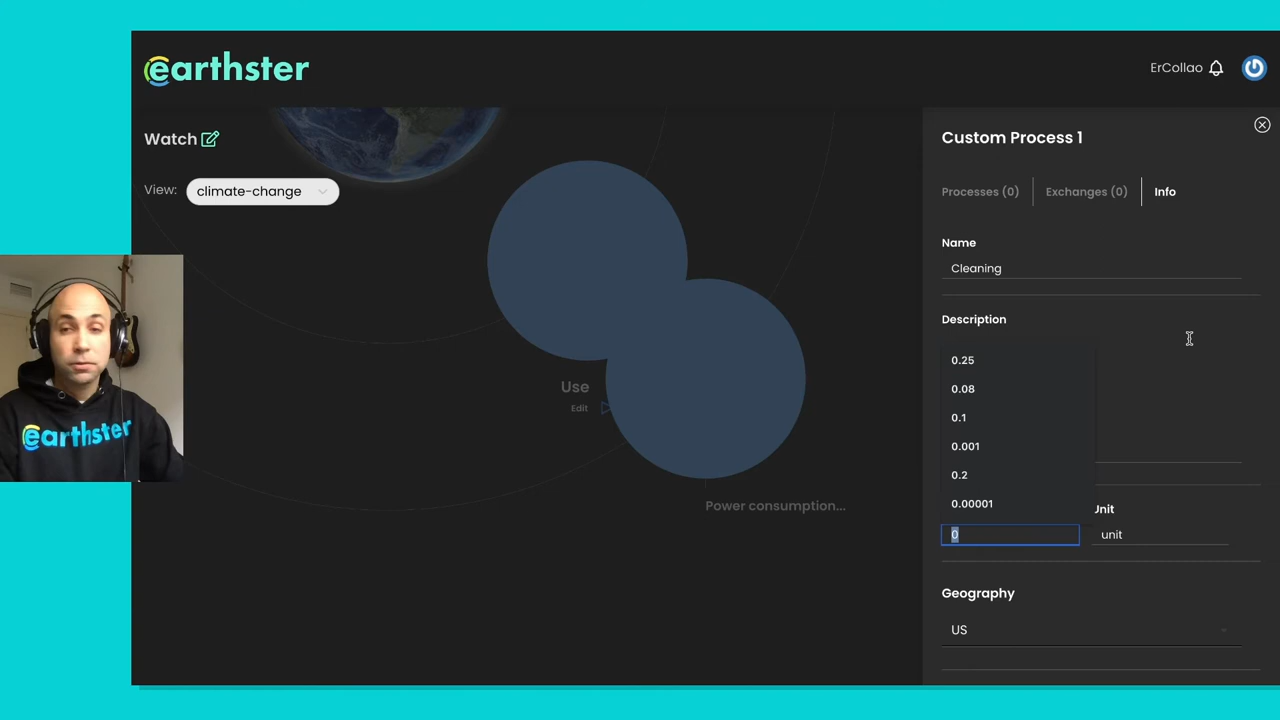 earthster
ErCollao
Watch
View:
climate-change
Use
Edit
Power consumption...
Custom Process 1
Processes (0)
Exchanges (0)
Info
Name
Cleaning
Description
0.25
0.08
0.1
0.001
0.2
0.00001
Unit
0
unit
Geography
US
earthster